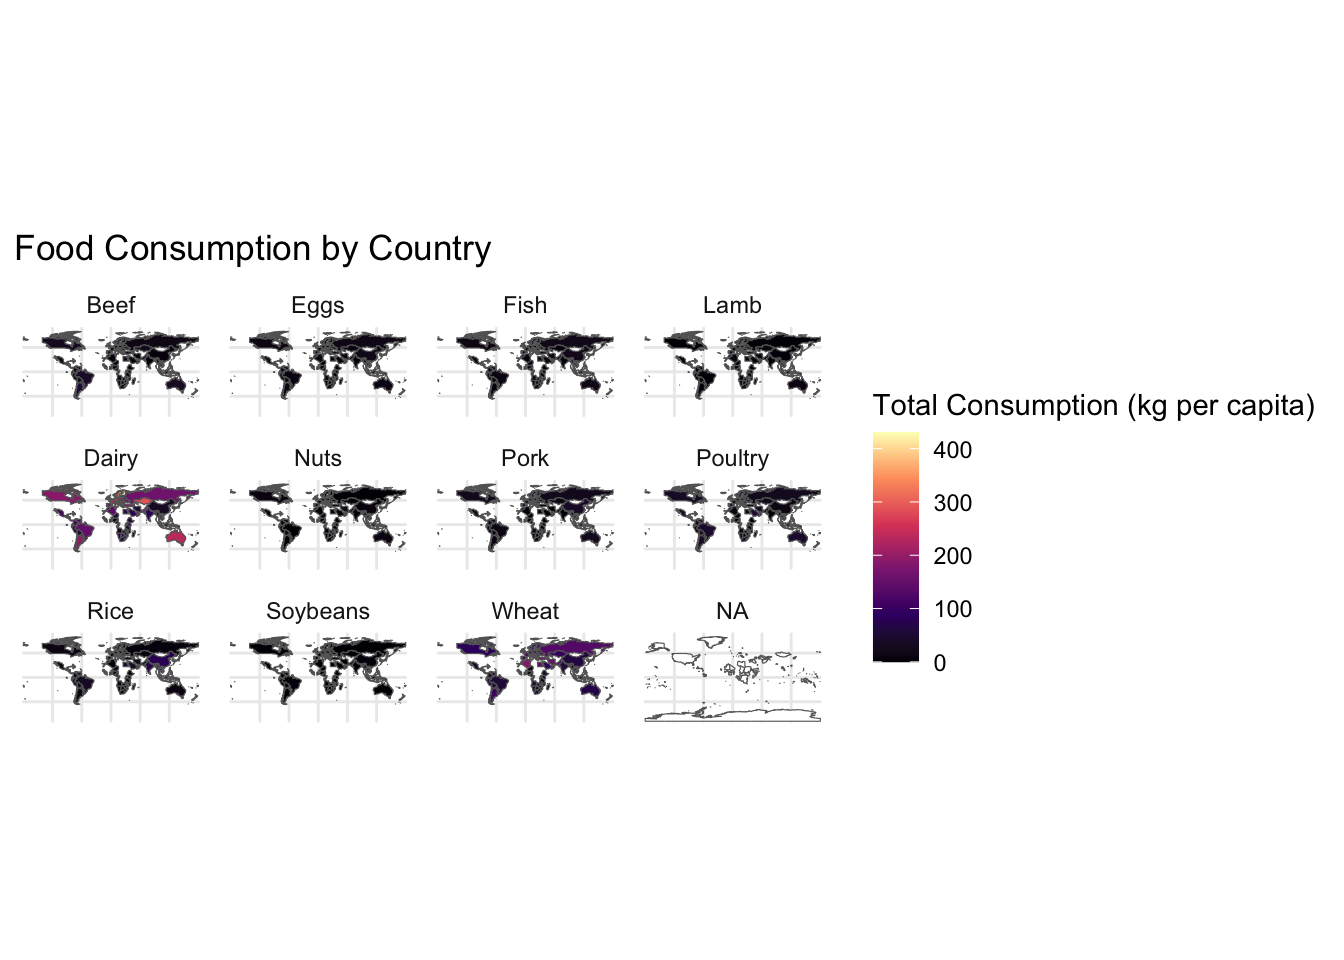 Food Consumption by Country
Beef
Eggs
Fish
Lamb
Dairy
Nuts
Pork
Poultry
Rice
Soybeans
Wheat
NA
Total Consumption (kg per capita)
400
300
200
100
0